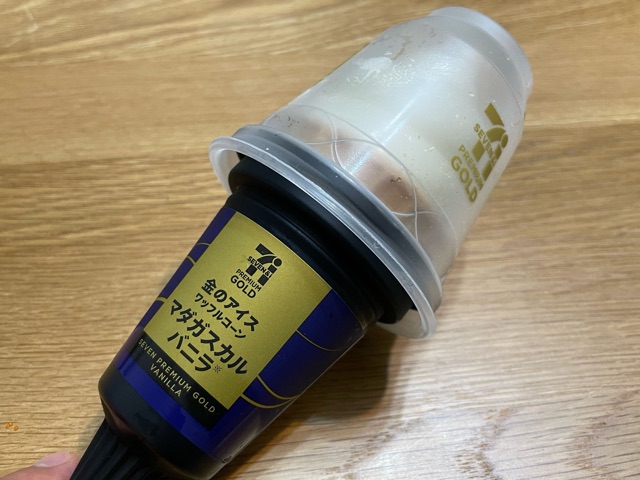 SEVEN&i
PREMIUM
GOLD
7
SEVEN&i
PREMIUM
GOLD
金のアイス
ワッフルコーン
マダガスカル
バニラ※
SEVEN PREMIUM GOLD
VANILLA